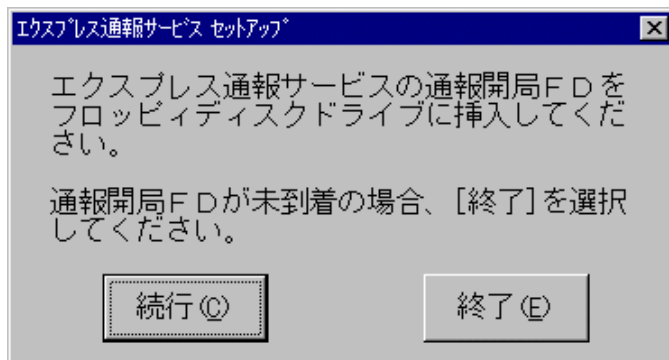 ｴｸｽﾌﾟﾚｽ通報ｻｰﾋﾞｽ ｾｯﾄｱｯﾌﾟ
エクスプレス通報サービスの通報開局ＦＤを
フロッピィディスクドライブに挿入してくだ
さい。
通報開局ＦＤが未到着の場合、[終了]を選択
してください。
続行(C)
終了(E)